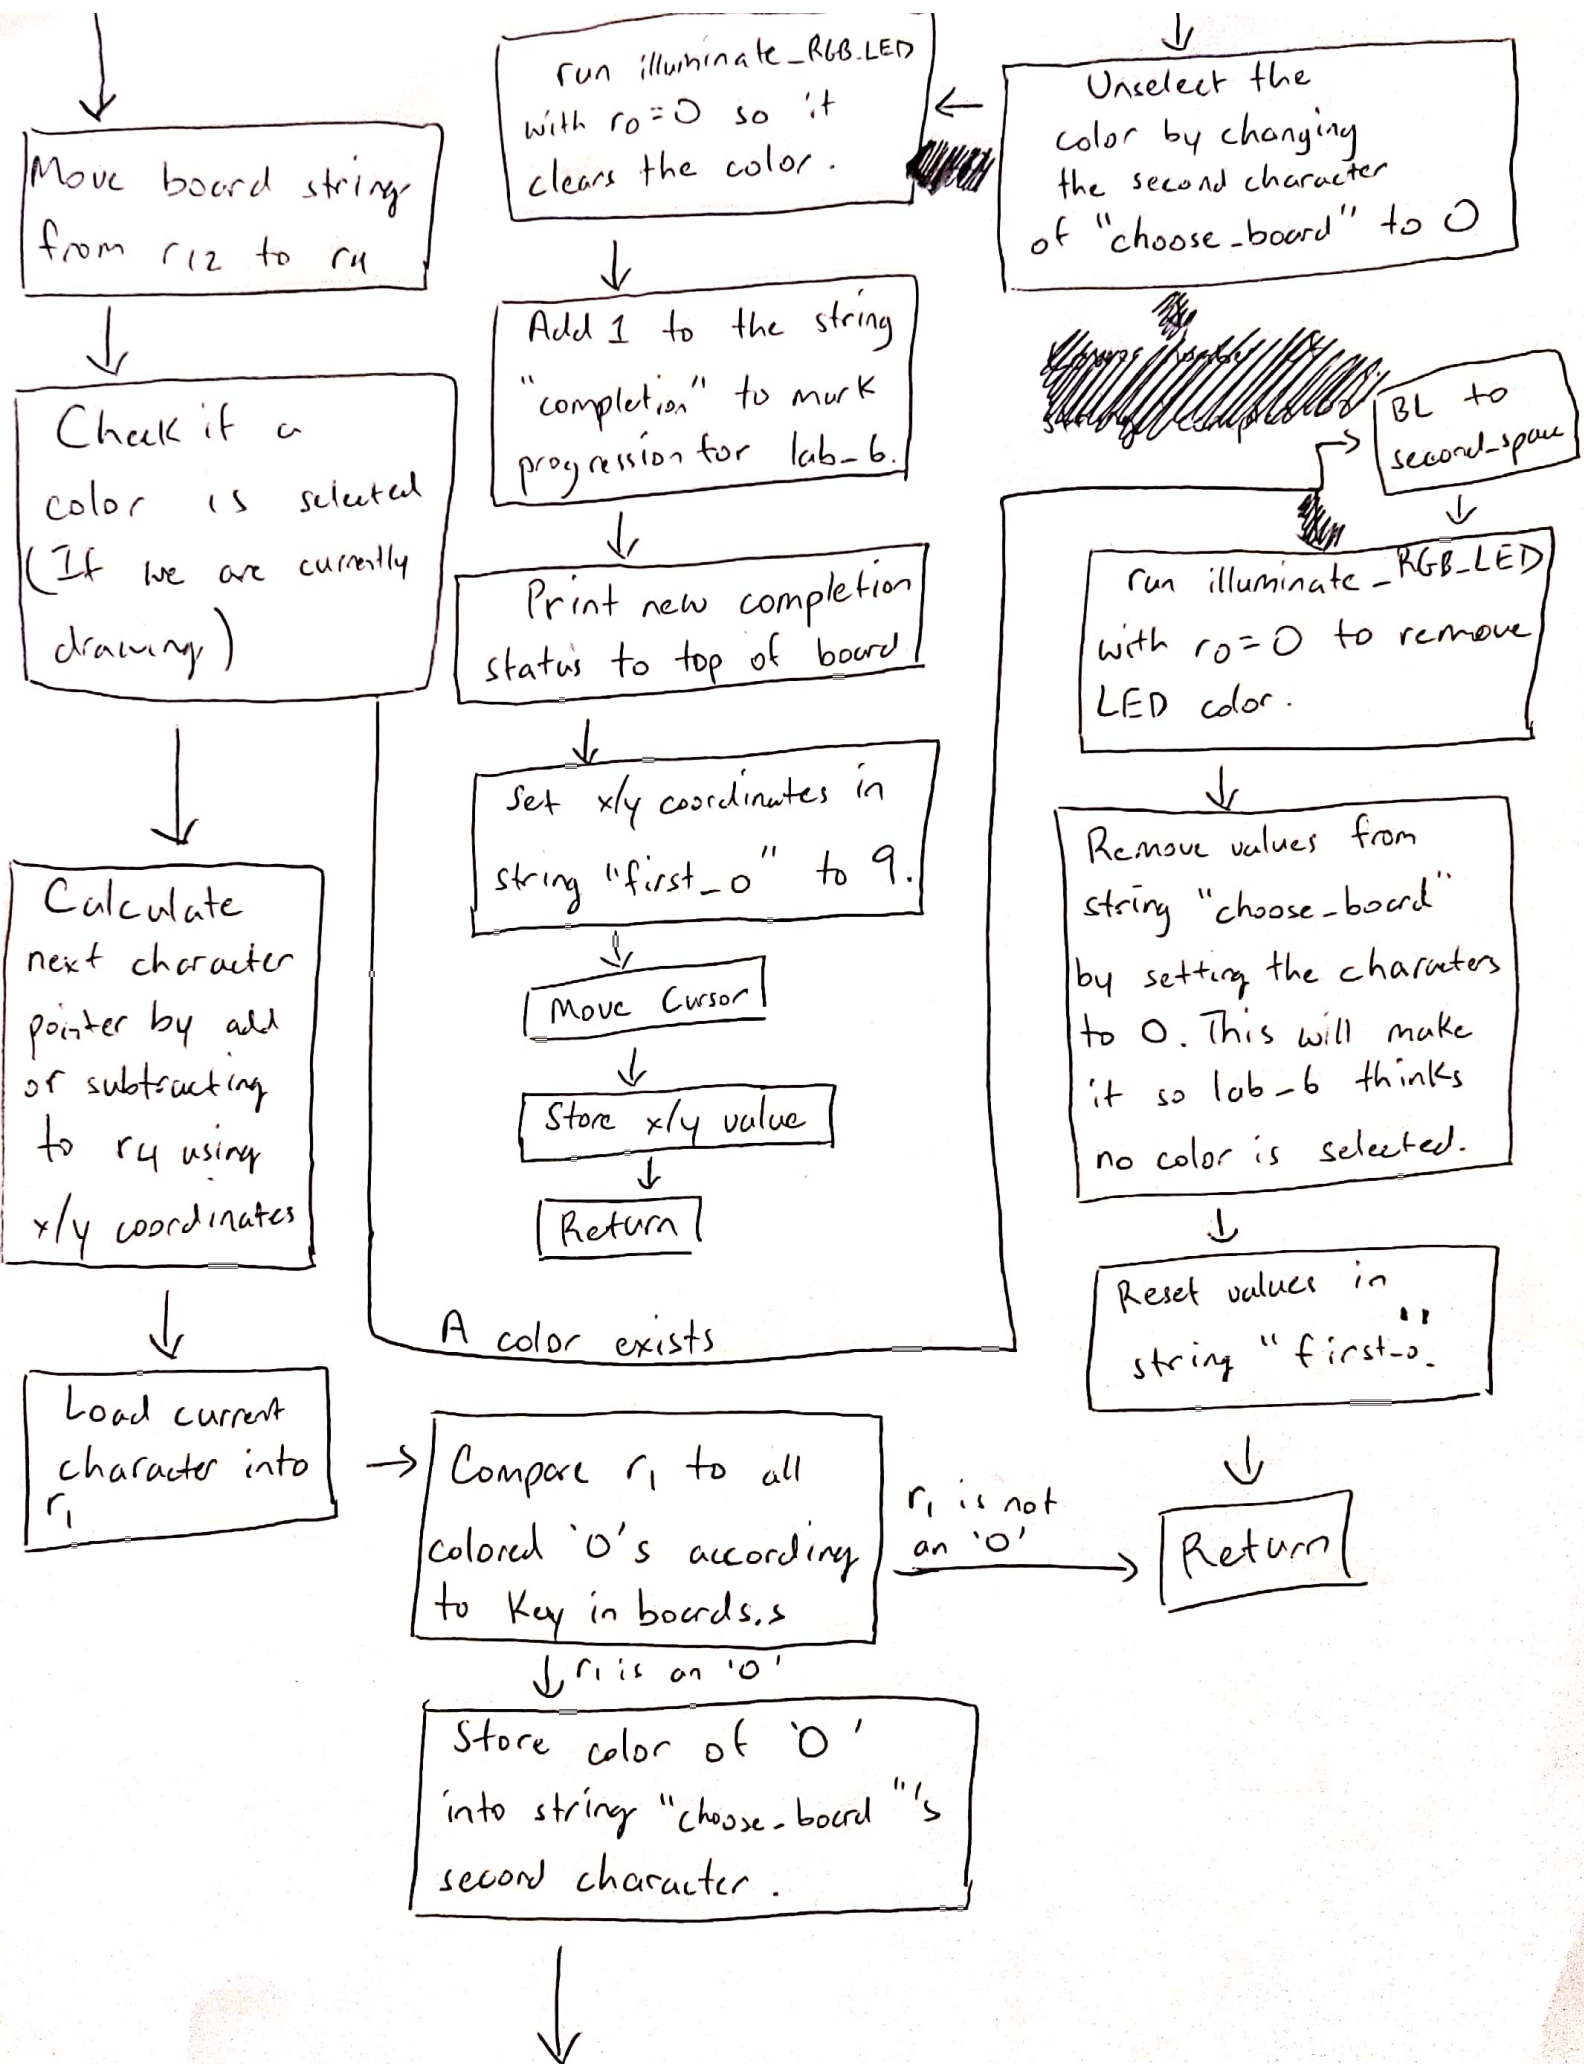 Move board string
from r12 to r4
Check if a
color is selected
(If we are currently
drawing)
Calculate
next character
pointer by add
or subtracting
to r4 using
x/y coordinates
Load current
character into
r1
run illuminate_RGB_LED
with r0=0 so it
clears the color.
Add 1 to the string
"completion" to mark
progression for lab_6.
Print new completion
status to top of board
Set x/y coordinates in
string "first_o" to 9.
Move Cursor
Store x/y value
Return
A color exists
Unselect the
color by changing
the second character
of "choose_board" to 0
BL to
second_space
run illuminate_RGB_LED
with r0=0 to remove
LED color.
Remove values from
string "choose_board"
by setting the characters
to 0. This will make
it so lab_6 thinks
no color is selected.
Reset values in
string "first_o".
Return
Compare r1 to all
colored 'O's according
to Key in boards.s
r1 is not
an 'O'
r1 is an 'O'
Store color of 'O'
into string "choose_board"'s
second character.